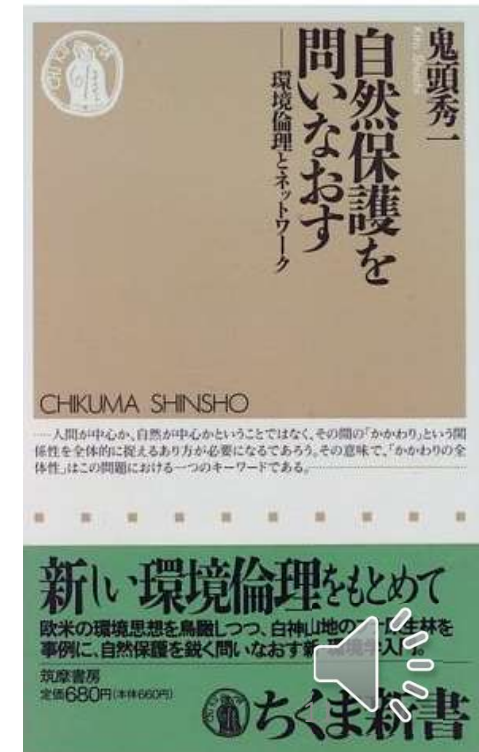 鬼頭秀一
Kito Shuichi
自然保護を
問いなおす
——環境倫理とネットワーク
CHIKUMA SHINSHO
——人間が中心か、自然が中心かということではなく、その間の「かかわり」という関
係性を全体的に捉えるあり方が必要になるであろう。その意味で、「かかわりの全
体性」はこの問題における一つのキーワードである。
新しい環境倫理をもとめて
欧米の環境思想を鳥瞰しつつ、白神山地の
生林を
事例に、自然保護を鋭く問いなおす
入門。
筑摩書房
定価680円(本体660円)
ちくま新書